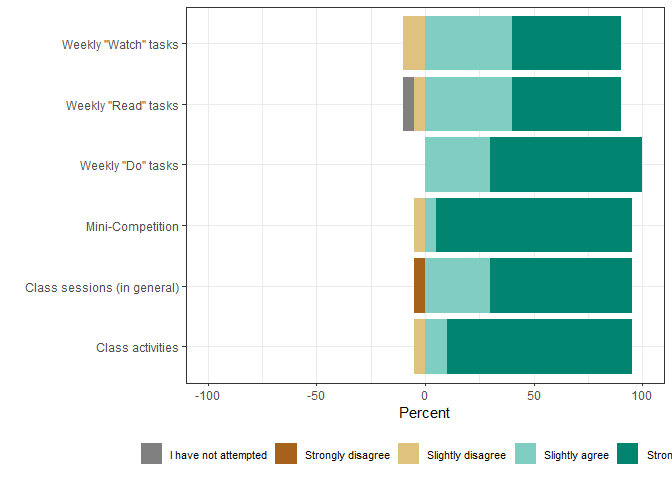 Weekly "Watch" tasks
Weekly "Read" tasks
Weekly "Do" tasks
Mini-Competition
Class sessions (in general)
Class activities
-100 -50 0 50 100
Percent
I have not attempted Strongly disagree Slightly disagree Slightly agree Stron